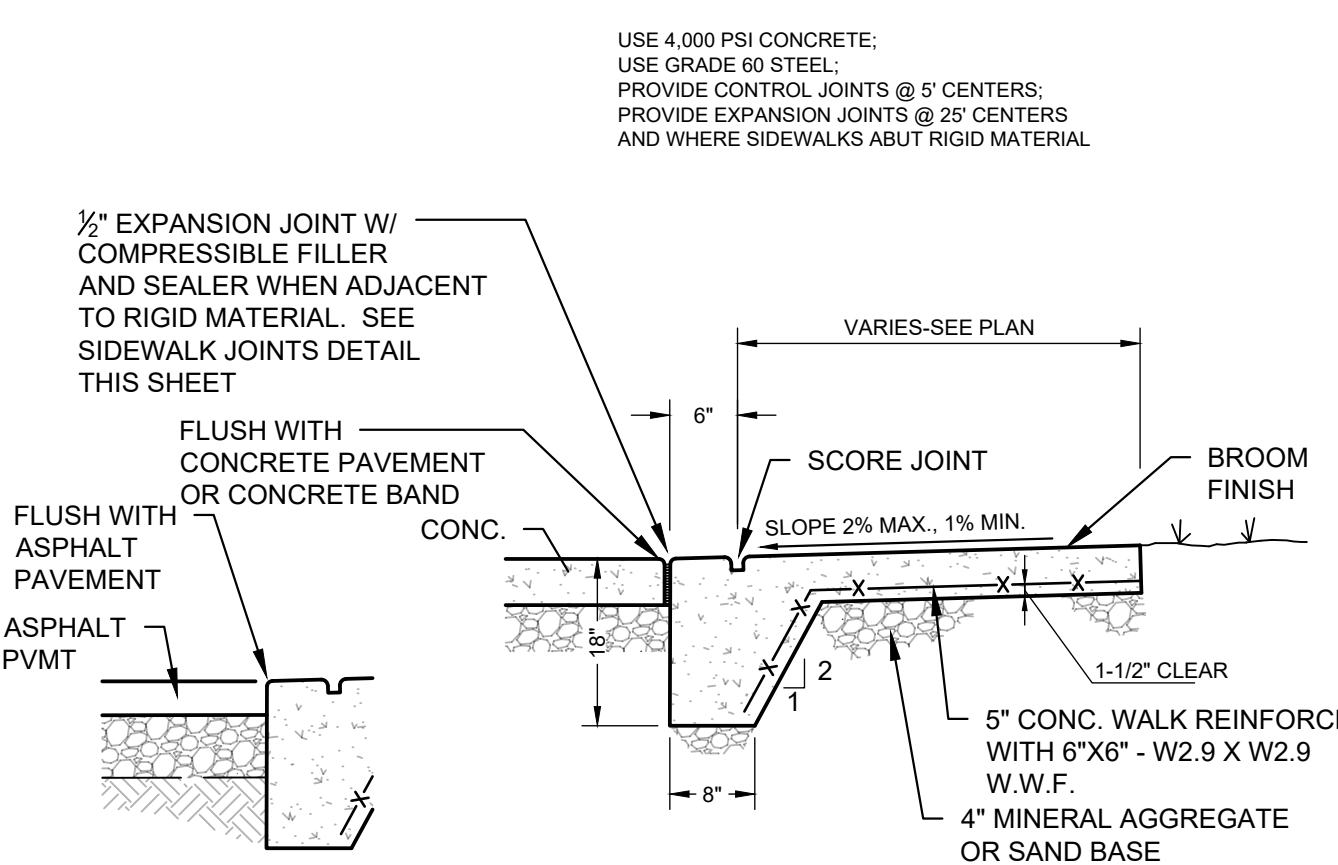 USE 4,000 PSI CONCRETE;
USE GRADE 60 STEEL;
PROVIDE CONTROL JOINTS @ 5' CENTERS;
PROVIDE EXPANSION JOINTS @ 25' CENTERS
AND WHERE SIDEWALKS ABUT RIGID MATERIAL
½" EXPANSION JOINT W/
COMPRESSIBLE FILLER
AND SEALER WHEN ADJACENT
TO RIGID MATERIAL. SEE
SIDEWALK JOINTS DETAIL
THIS SHEET
VARIES-SEE PLAN
6"
FLUSH WITH
CONCRETE PAVEMENT
OR CONCRETE BAND
SCORE JOINT
BROOM
FINISH
FLUSH WITH
ASPHALT
PAVEMENT
CONC.
SLOPE 2% MAX., 1% MIN.
ASPHALT
PVMT
18"
2
1
1-1/2" CLEAR
5" CONC. WALK REINFORC
WITH 6"X6" - W2.9 X W2.9
W.W.F.
8"
4" MINERAL AGGREGATE
OR SAND BASE